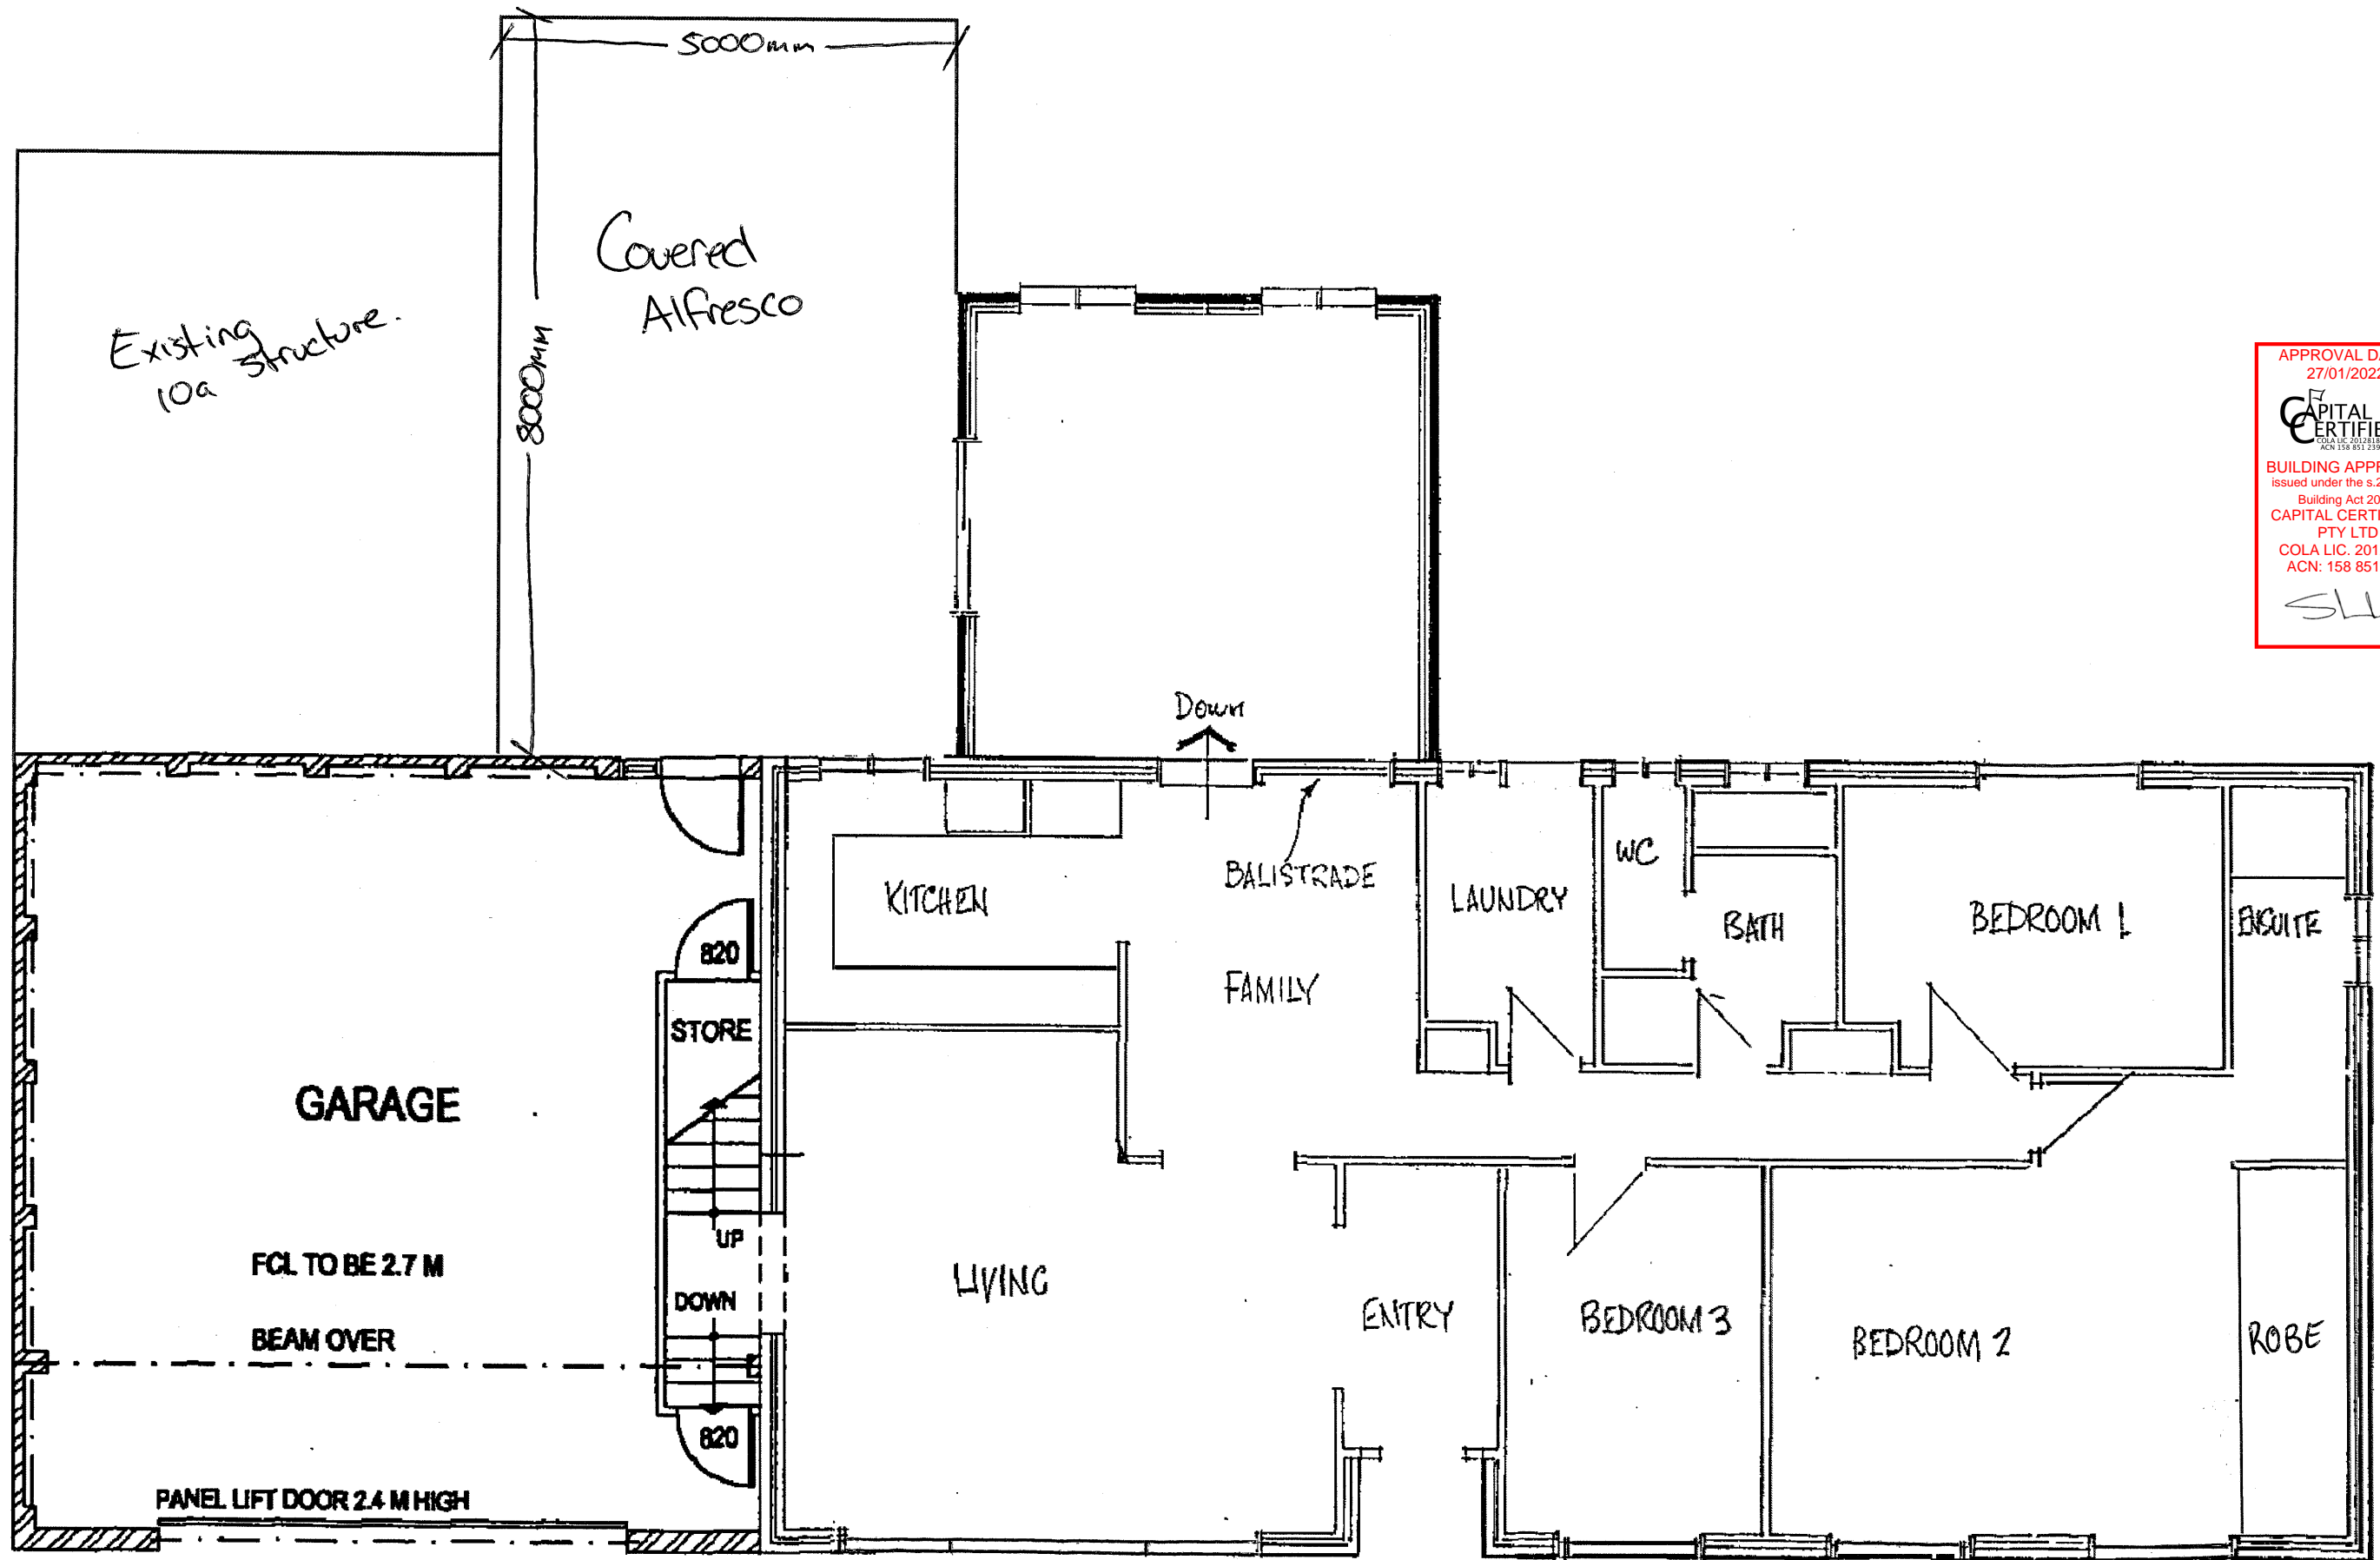 5000mm
8000mm
Covered
Alfresco
Existing
10a Structure.
APPROVAL
27/01/2022
CAPITAL
BUILDING
issued under the
Building Act
CAPITAL
PTY LTD
COLA LIC.
ACN: 158 851
Down
BALISTRADE
KITCHEN
FAMILY
LAUNDRY
WC
BATH
BEDROOM 1
ENSUITE
820
STORE
GARAGE
UP
DOWN
820
FCL TO BE 2.7 M
BEAM OVER
PANEL LIFT DOOR 2.4 M HIGH
LIVING
ENTRY
BEDROOM 3
BEDROOM 2
ROBE